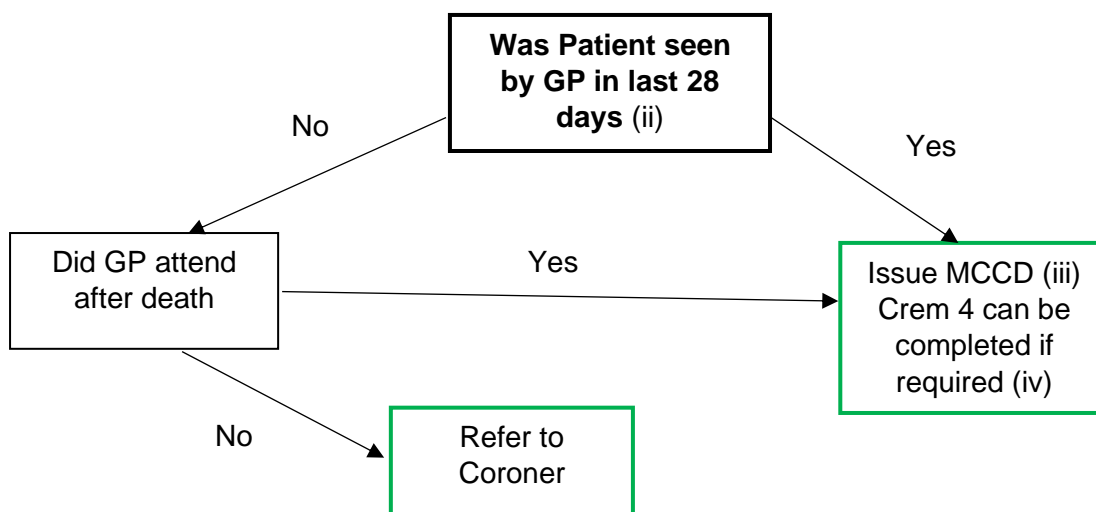 Was Patient seen
by GP in last 28
days (ii)
No
Yes
Did GP attend
after death
Yes
Issue MCCD (iii)
Crem 4 can be
completed if
required (iv)
No
Refer to
Coroner